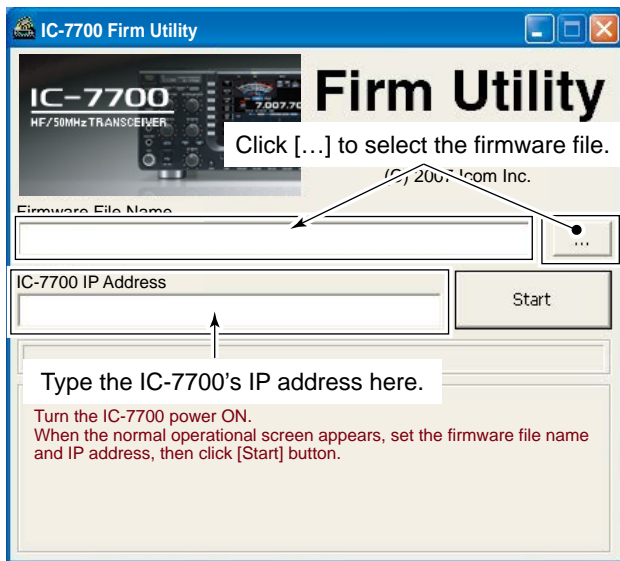 IC-7700 Firm Utility
IC-7700
HF/50MHz TRANSCEIVER
7.007.70
Firm Utility
Click […] to select the firmware file.
(C) 2007 Icom Inc.
Firmware File Name
...
IC-7700 IP Address
Start
Type the IC-7700's IP address here.
Turn the IC-7700 power ON.
When the normal operational screen appears, set the firmware file name
and IP address, then click [Start] button.